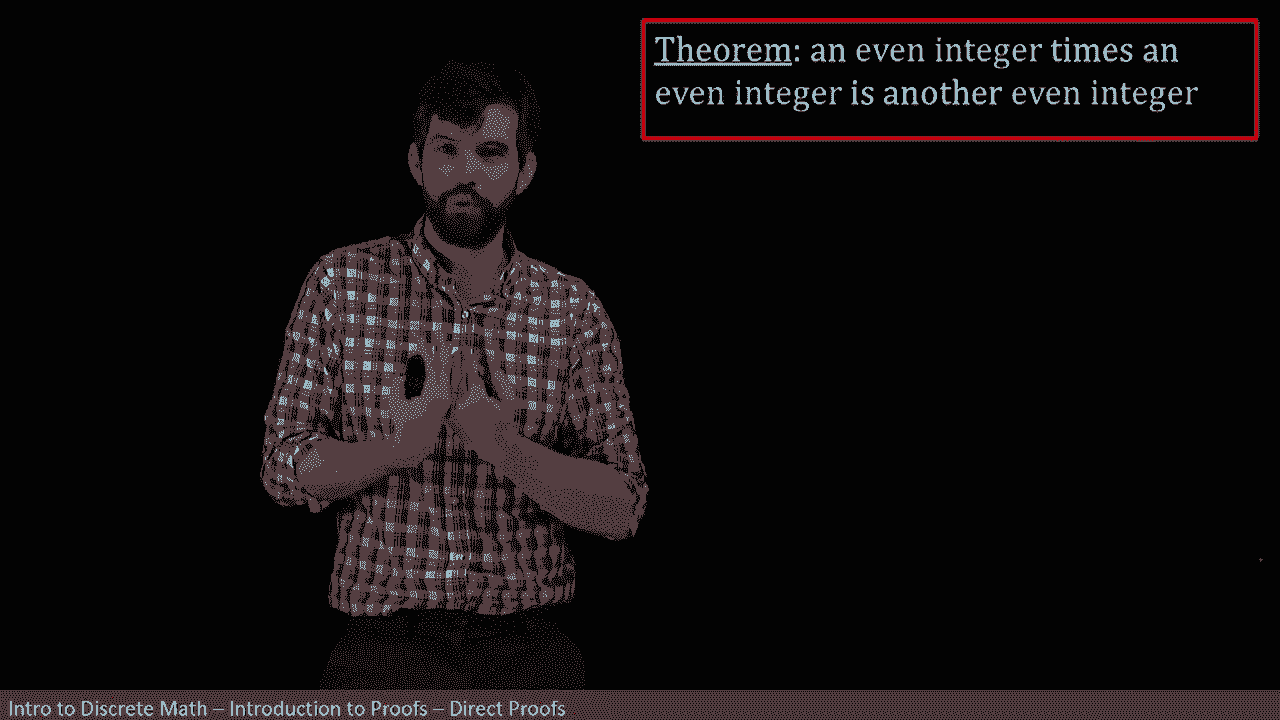 Theorem: an even integer times an
even integer is another even integer
Intro to Discrete Math – Introduction to Proofs – Direct Proofs